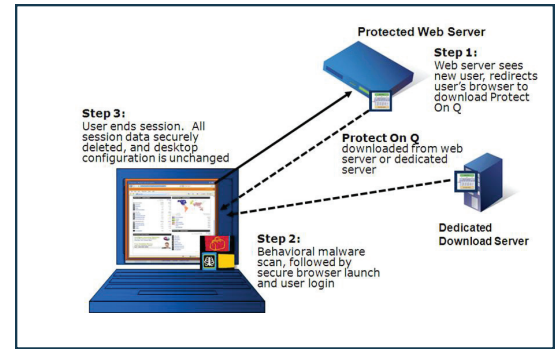 Protected Web Server
Step 1:
Web server sees
new user, redirects
user's browser to
download Protect
On Q
Step 3:
User ends session. All
session data securely
deleted, and desktop
configuration is unchanged
Protect On Q
downloaded from web
server or dedicated
server
Dedicated
Download Server
Step 2:
Behavioral malware
scan, followed by
secure browser launch
and user login